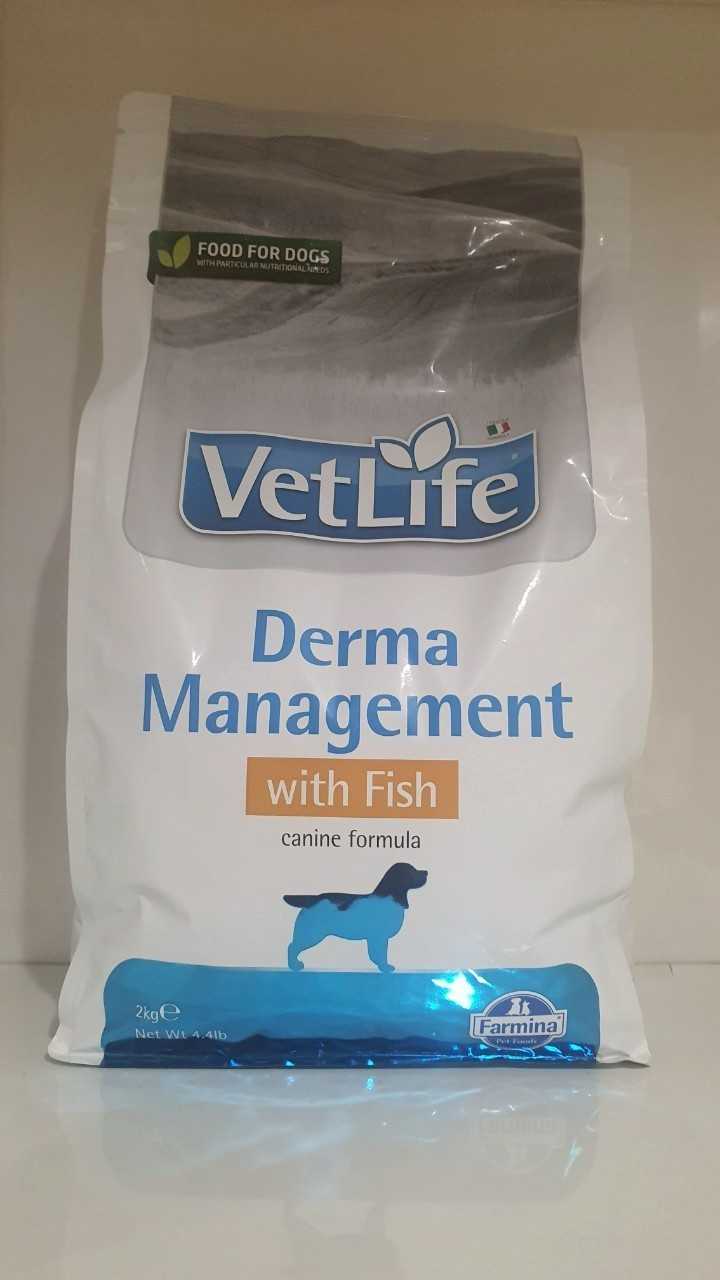 FOOD FOR DOGS
WITH PARTICULAR NUTRITIONAL NEEDS
VetLife
Derma
Management
with Fish
canine formula
2kg℮
Net Wt 4.4lb
Farmina
Pet Foods